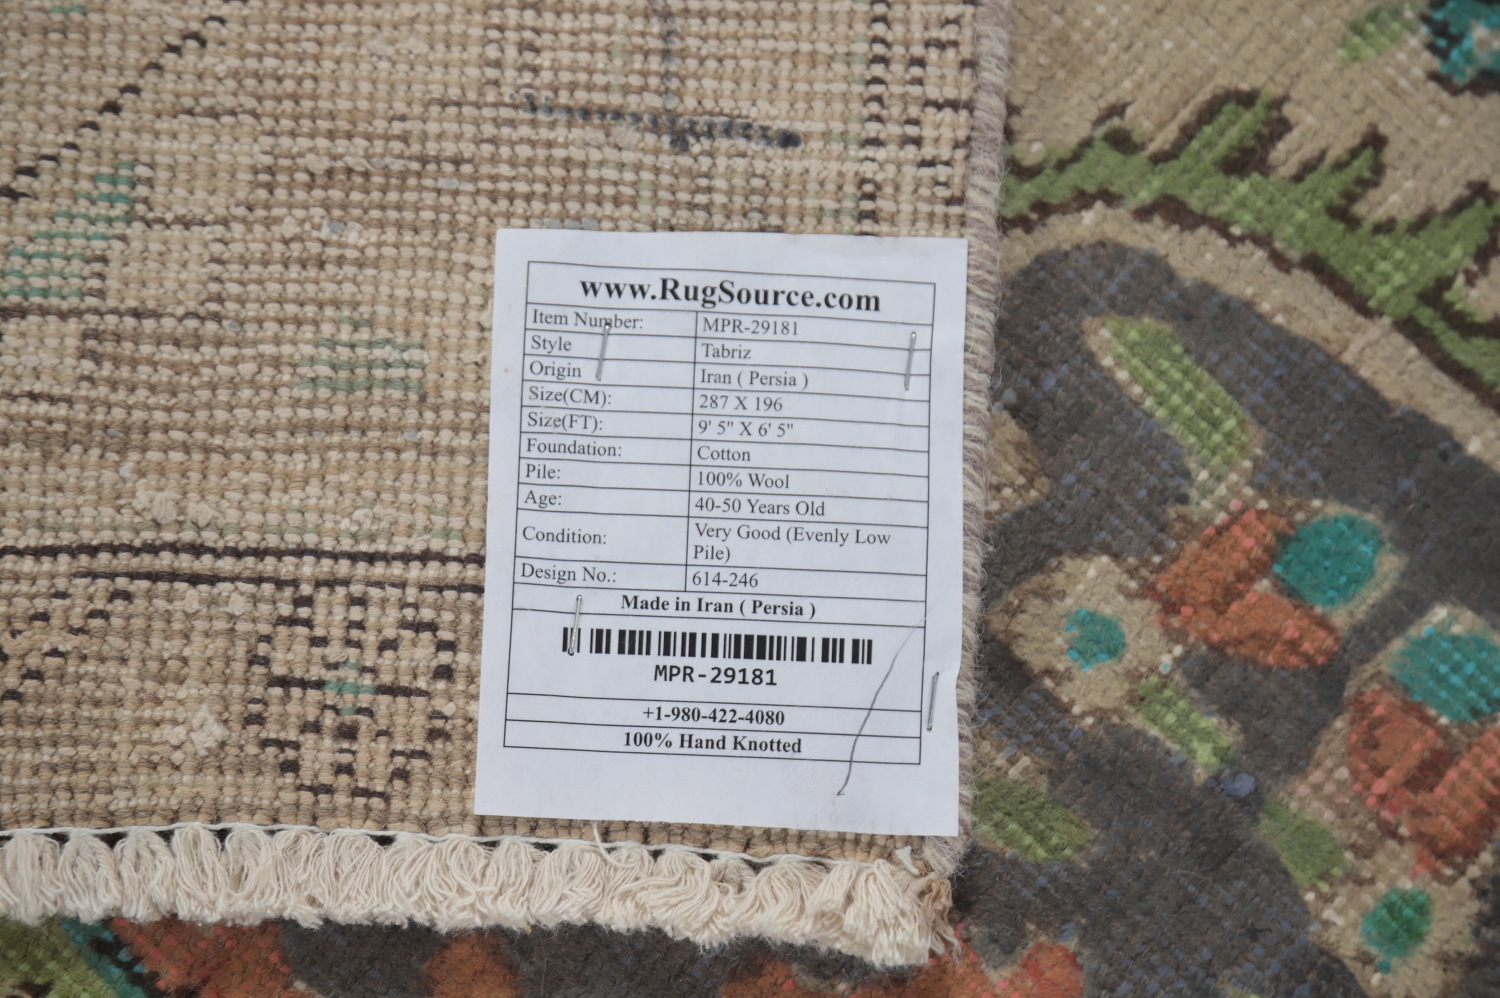 www.RugSource.com
Item Number: MPR-29181
Style Tabriz
Origin Iran ( Persia )
Size(CM): 287 X 196
Size(FT): 9' 5" X 6' 5"
Foundation: Cotton
Pile: 100% Wool
Age: 40-50 Years Old
Condition: Very Good (Evenly Low
Pile)
Design No.: 614-246
Made in Iran ( Persia )
MPR-29181
+1-980-422-4080
100% Hand Knotted